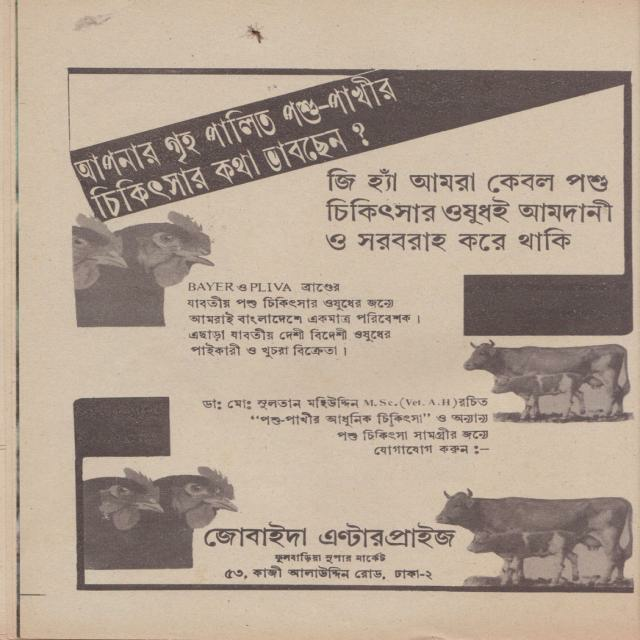 আপনার গৃহ পালিত পশু-পাখীর
চিকিৎসার কথা ভাবছেন ?
জি হ্যাঁ আমরা কেবল পশু
চিকিৎসার ওষুধই আমদানী
ও সরবরাহ করে থাকি
BAYER ও PLIVA ব্রাণ্ডের
যাবতীয় পশু চিকিৎসার ওষুধের জন্যে
আমরাই বাংলাদেশে একমাত্র পরিবেশক ।
এছাড়া যাবতীয় দেশী বিদেশী ওষুধের
পাইকারী ও খুচরা বিক্রেতা ।
ডাঃ মোঃ সুলতান মহিউদ্দিন M. Sc. (Vet. A.H) রচিত
“পশু-পাখীর আধুনিক চিকিৎসা” ও অন্যান্য
পশু চিকিৎসা সামগ্রীর জন্যে
যোগাযোগ করুন :–
জোবাইদা এণ্টারপ্রাইজ
ফুলবাড়িয়া সুপার মার্কেট
৫৩, কাজী আলাউদ্দিন রোড, ঢাকা-২